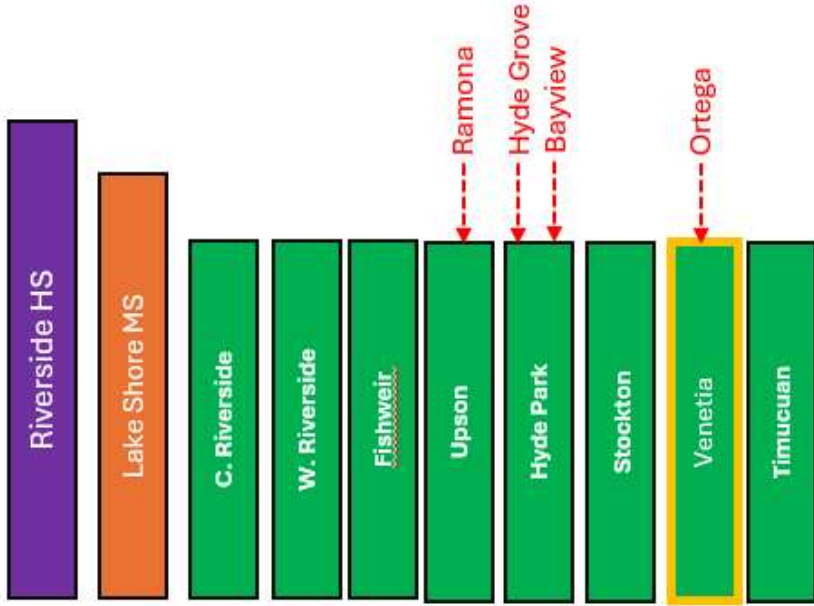 Riverside HS
Lake Shore MS
C. Riverside
W. Riverside
Fishweir
Upson
Ramona
Hyde Park
Hyde Grove
Bayview
Stockton
Venetia
Ortega
Timucuan